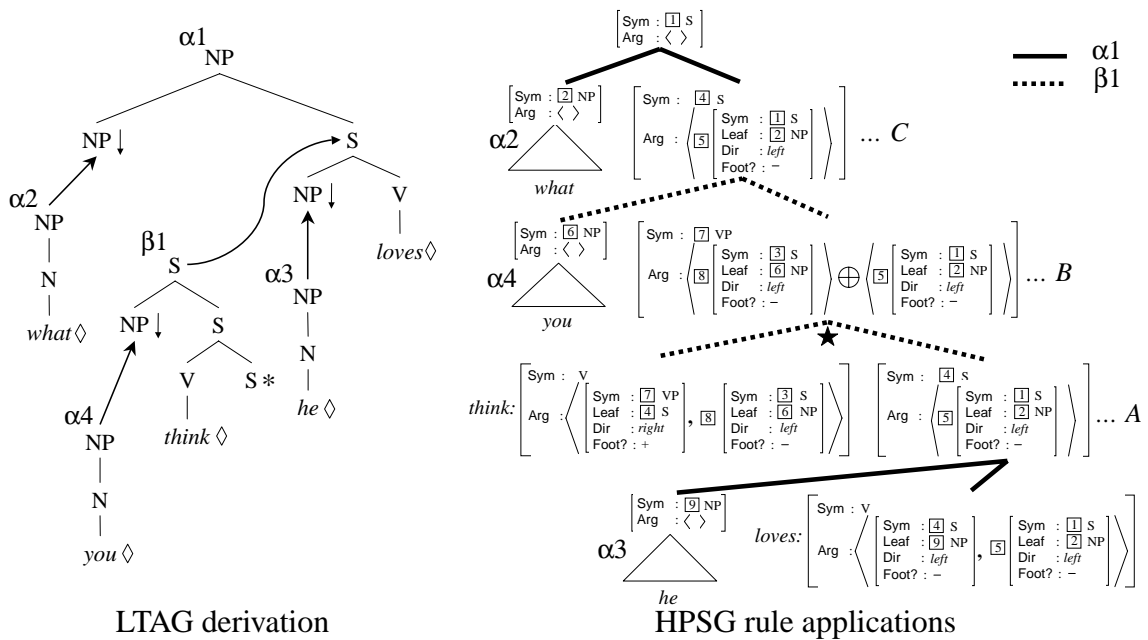 α1
NP
NP↓
S
α2
NP
N
what◊
β1
S
NP↓
S
V
think◊
S*
α4
NP
N
you◊
NP↓
V
loves◊
α3
NP
N
he◊
LTAG derivation
α1
β1
[Sym : 1 S
Arg : ⟨ ⟩]
[Sym : 2 NP
Arg : ⟨ ⟩]
α2
what
Sym : 4 S
Arg : ⟨ 5 [Sym : 1 S
Leaf : 2 NP
Dir : left
Foot? : −] ⟩
... C
[Sym : 6 NP
Arg : ⟨ ⟩]
α4
you
Sym : 7 VP
Arg : ⟨ 8 [Sym : 3 S
Leaf : 6 NP
Dir : left
Foot? : −] ⟩
⊕
⟨ 5 [Sym : 1 S
Leaf : 2 NP
Dir : left
Foot? : −] ⟩
... B
★
think:
Sym : V
Arg : ⟨ [Sym : 7 VP
Leaf : 4 S
Dir : right
Foot? : +]
, 8 [Sym : 3 S
Leaf : 6 NP
Dir : left
Foot? : −] ⟩
Sym : 4 S
Arg : ⟨ 5 [Sym : 1 S
Leaf : 2 NP
Dir : left
Foot? : −] ⟩
... A
[Sym : 9 NP
Arg : ⟨ ⟩]
α3
he
loves:
Sym : V
Arg : ⟨ [Sym : 4 S
Leaf : 9 NP
Dir : left
Foot? : −]
, 5 [Sym : 1 S
Leaf : 2 NP
Dir : left
Foot? : −] ⟩
HPSG rule applications